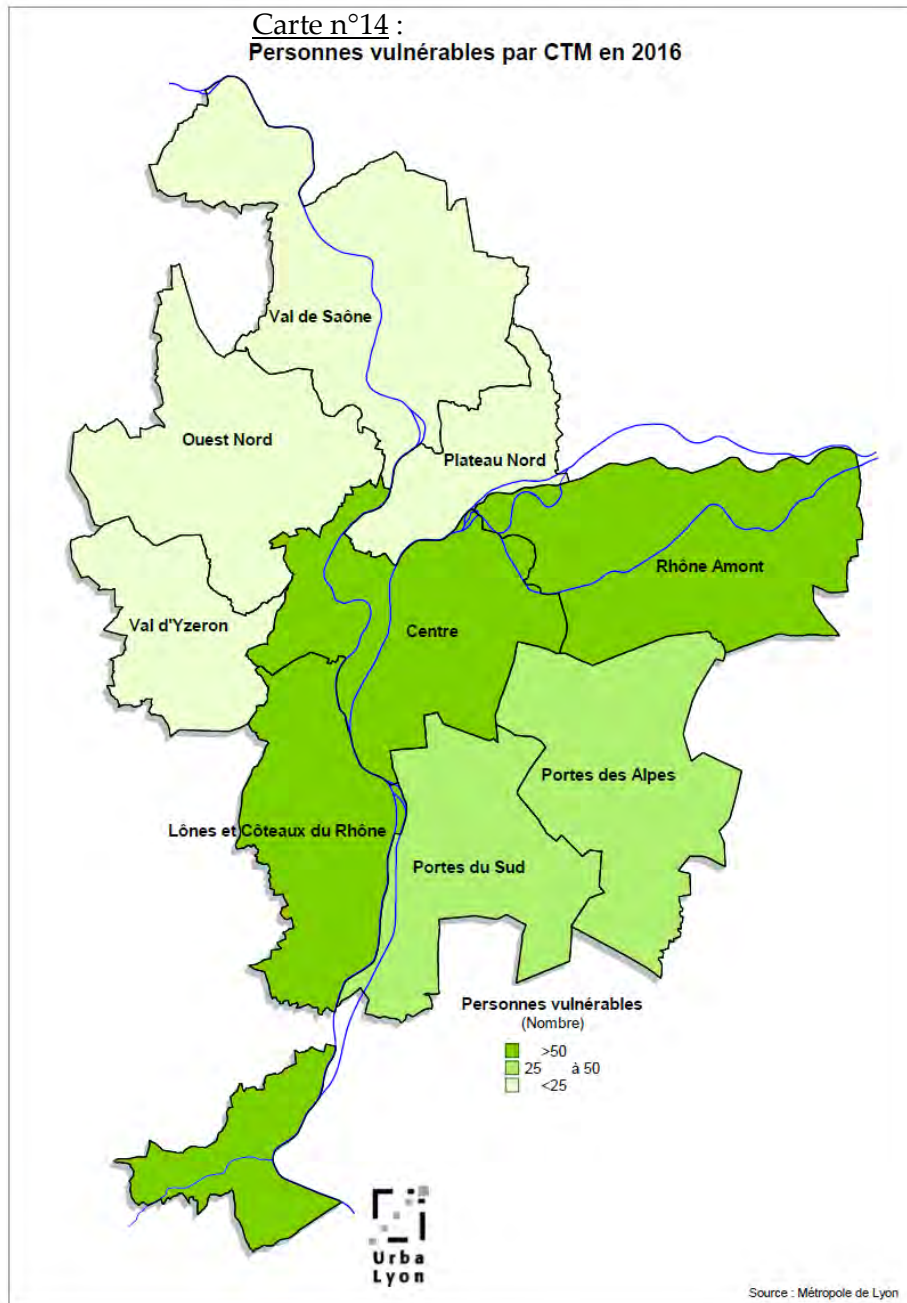 Carte n°14 :
Personnes vulnérables par CTM en 2016
Val de Saône
Ouest Nord
Plateau Nord
Rhône Amont
Val d'Yzeron
Centre
Portes des Alpes
Lônes et Côteaux du Rhône
Portes du Sud
Personnes vulnérables
(Nombre)
>50
25 à 50
<25
Urba
Lyon
Source : Métropole de Lyon